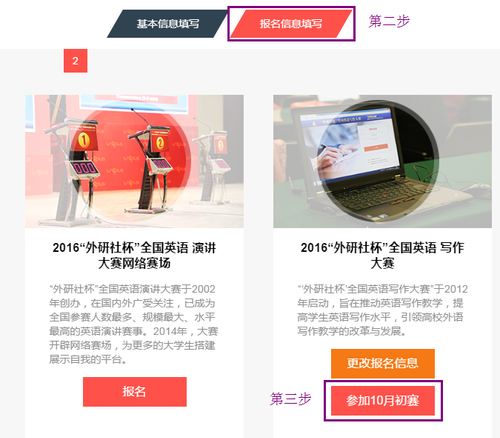 基本信息填写
报名信息填写
第二步
2
1
2
2016“外研社杯”全国英语 演讲
大赛网络赛场
“外研社杯”全国英语演讲大赛于2002
年创办，在国内外广受关注，已成为
全国参赛人数最多、规模最大、水平
最高的英语演讲赛事。2014年，大赛
开辟网络赛场，为更多的大学生搭建
展示自我的平台。
报名
2016“外研社杯”全国英语 写作
大赛
“‘外研社杯’全国英语写作大赛”于2012
年启动，旨在推动英语写作教学，提
高学生英语写作水平，引领高校外语
写作教学的改革与发展。
更改报名信息
第三步
参加10月初赛